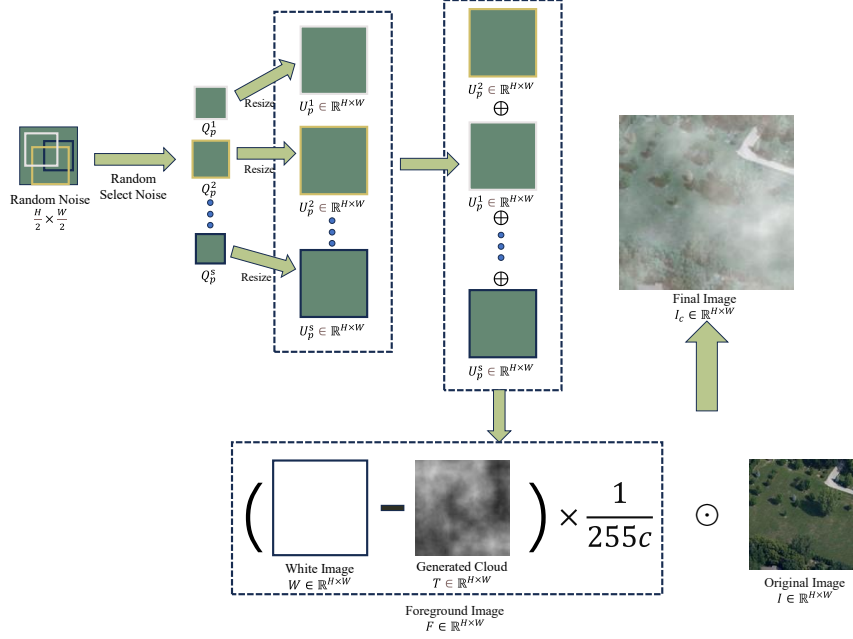 Random Noise
H/2 × W/2
Random
Select Noise
Q_p^1
Q_p^2
Q_p^s
Resize
Resize
Resize
U_p^1 ∈ ℝ^{H×W}
U_p^2 ∈ ℝ^{H×W}
U_p^s ∈ ℝ^{H×W}
U_p^2 ∈ ℝ^{H×W}
⊕
U_p^1 ∈ ℝ^{H×W}
⊕
⊕
U_p^s ∈ ℝ^{H×W}
Final Image
I_c ∈ ℝ^{H×W}
( − ) × 1/255c ⊙
White Image
W ∈ ℝ^{H×W}
Generated Cloud
T ∈ ℝ^{H×W}
Original Image
I ∈ ℝ^{H×W}
Foreground Image
F ∈ ℝ^{H×W}